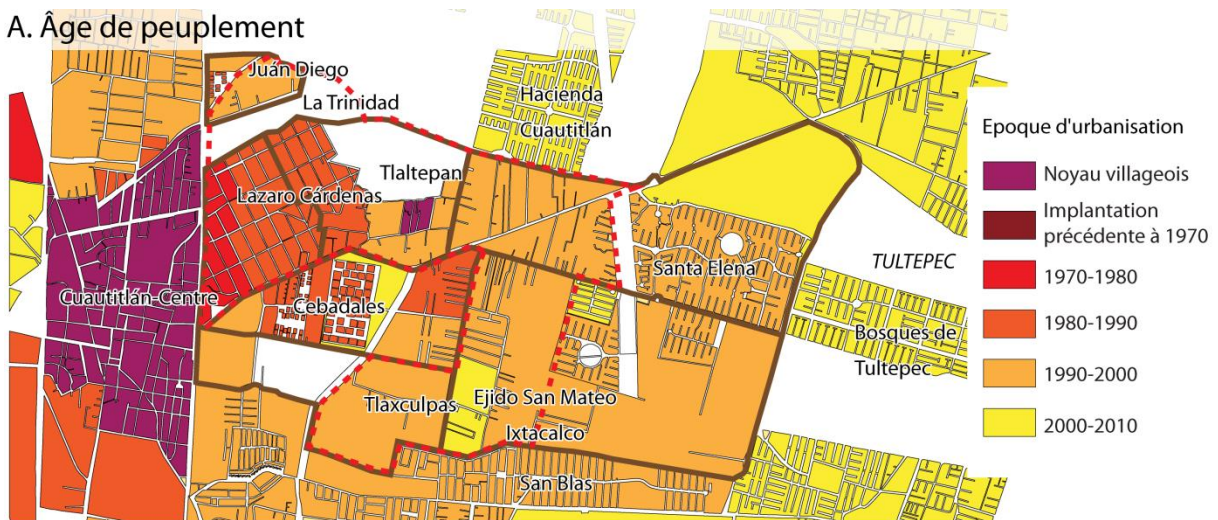 A. Âge de peuplement
Juán Diego
La Trinidad
Hacienda
Cuautitlán
Tlaltepan
Lazaro Cárdenas
Santa Elena
TULTEPEC
Cuautitlán-Centre
Cebadales
Bosques de
Tultepec
Tlaxculpas
Ejido San Mateo
Ixtacalco
San Blas
Epoque d'urbanisation
Noyau villageois
Implantation
précédente à 1970
1970-1980
1980-1990
1990-2000
2000-2010